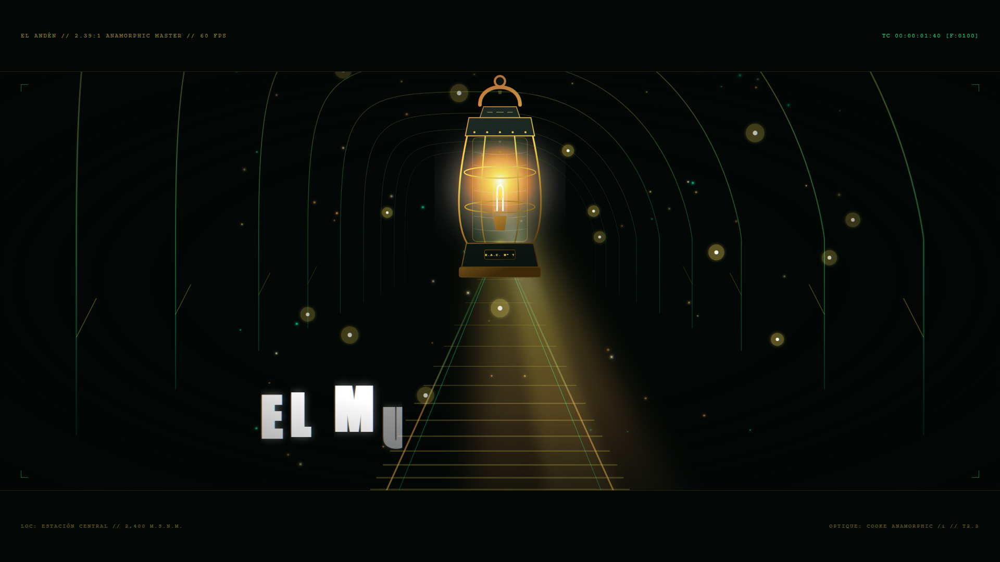 EL ANDÉN // 2.39:1 ANAMORPHIC MASTER // 60 FPS
TC 00:00:01:40 [F:0100]
E.A.C. Nº 7
EL MU
LOC: ESTACIÓN CENTRAL // 2,400 M.S.N.M.
OPTIQUE: COOKE ANAMORPHIC /i // T2.3